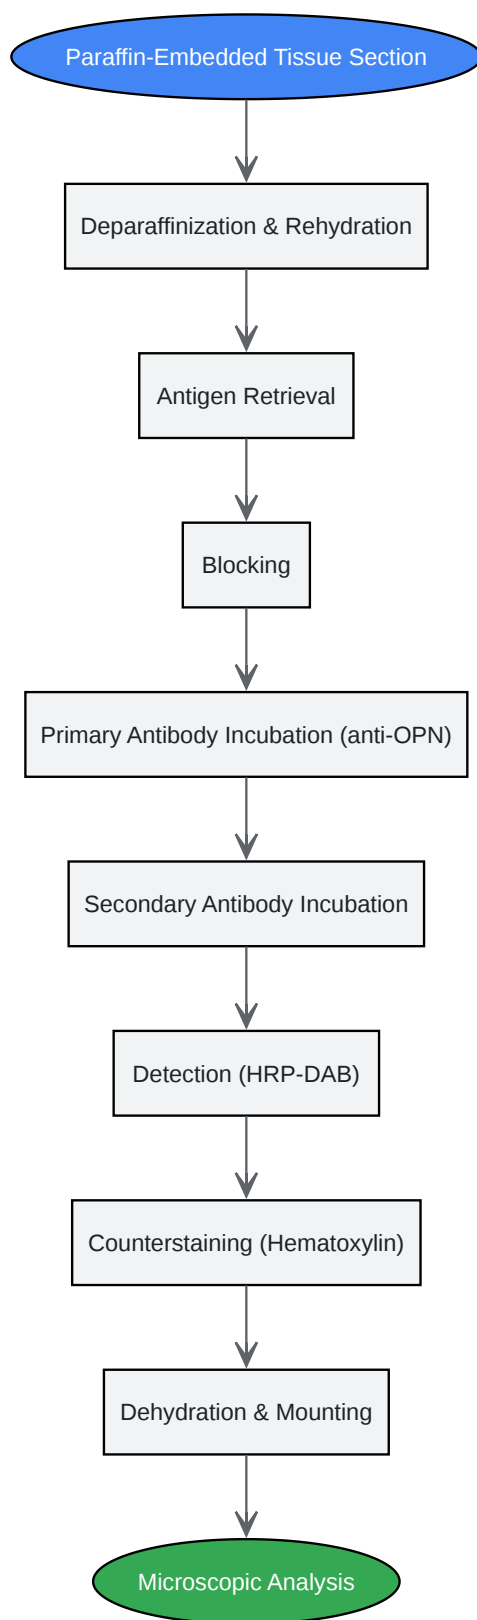 Paraffin-Embedded Tissue Section
Deparaffinization & Rehydration
Antigen Retrieval
Blocking
Primary Antibody Incubation (anti-OPN)
Secondary Antibody Incubation
Detection (HRP-DAB)
Counterstaining (Hematoxylin)
Dehydration & Mounting
Microscopic Analysis